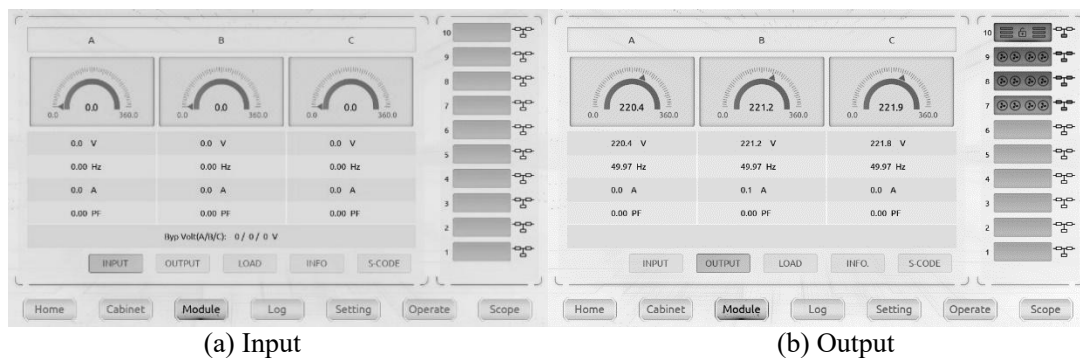 A B C
0.0 0.0 0.0
0.0 360.0 0.0 360.0 0.0 360.0
0.0 V 0.0 V 0.0 V
0.00 Hz 0.00 Hz 0.00 Hz
0.0 A 0.0 A 0.0 A
0.00 PF 0.00 PF 0.00 PF
Byp Volt(A/B/C): 0 / 0 / 0 V
INPUT OUTPUT LOAD INFO S-CODE
10
9
8
7
6
5
4
3
2
1
Home Cabinet Module Log Setting Operate Scope
(a) Input
A B C
220.4 221.2 221.9
0.0 360.0 0.0 360.0 0.0 360.0
220.4 V 221.2 V 221.8 V
49.97 Hz 49.97 Hz 49.97 Hz
0.0 A 0.1 A 0.0 A
0.00 PF 0.00 PF 0.00 PF
INPUT OUTPUT LOAD INFO. S-CODE
10
9
8
7
6
5
4
3
2
1
Home Cabinet Module Log Setting Operate Scope
(b) Output